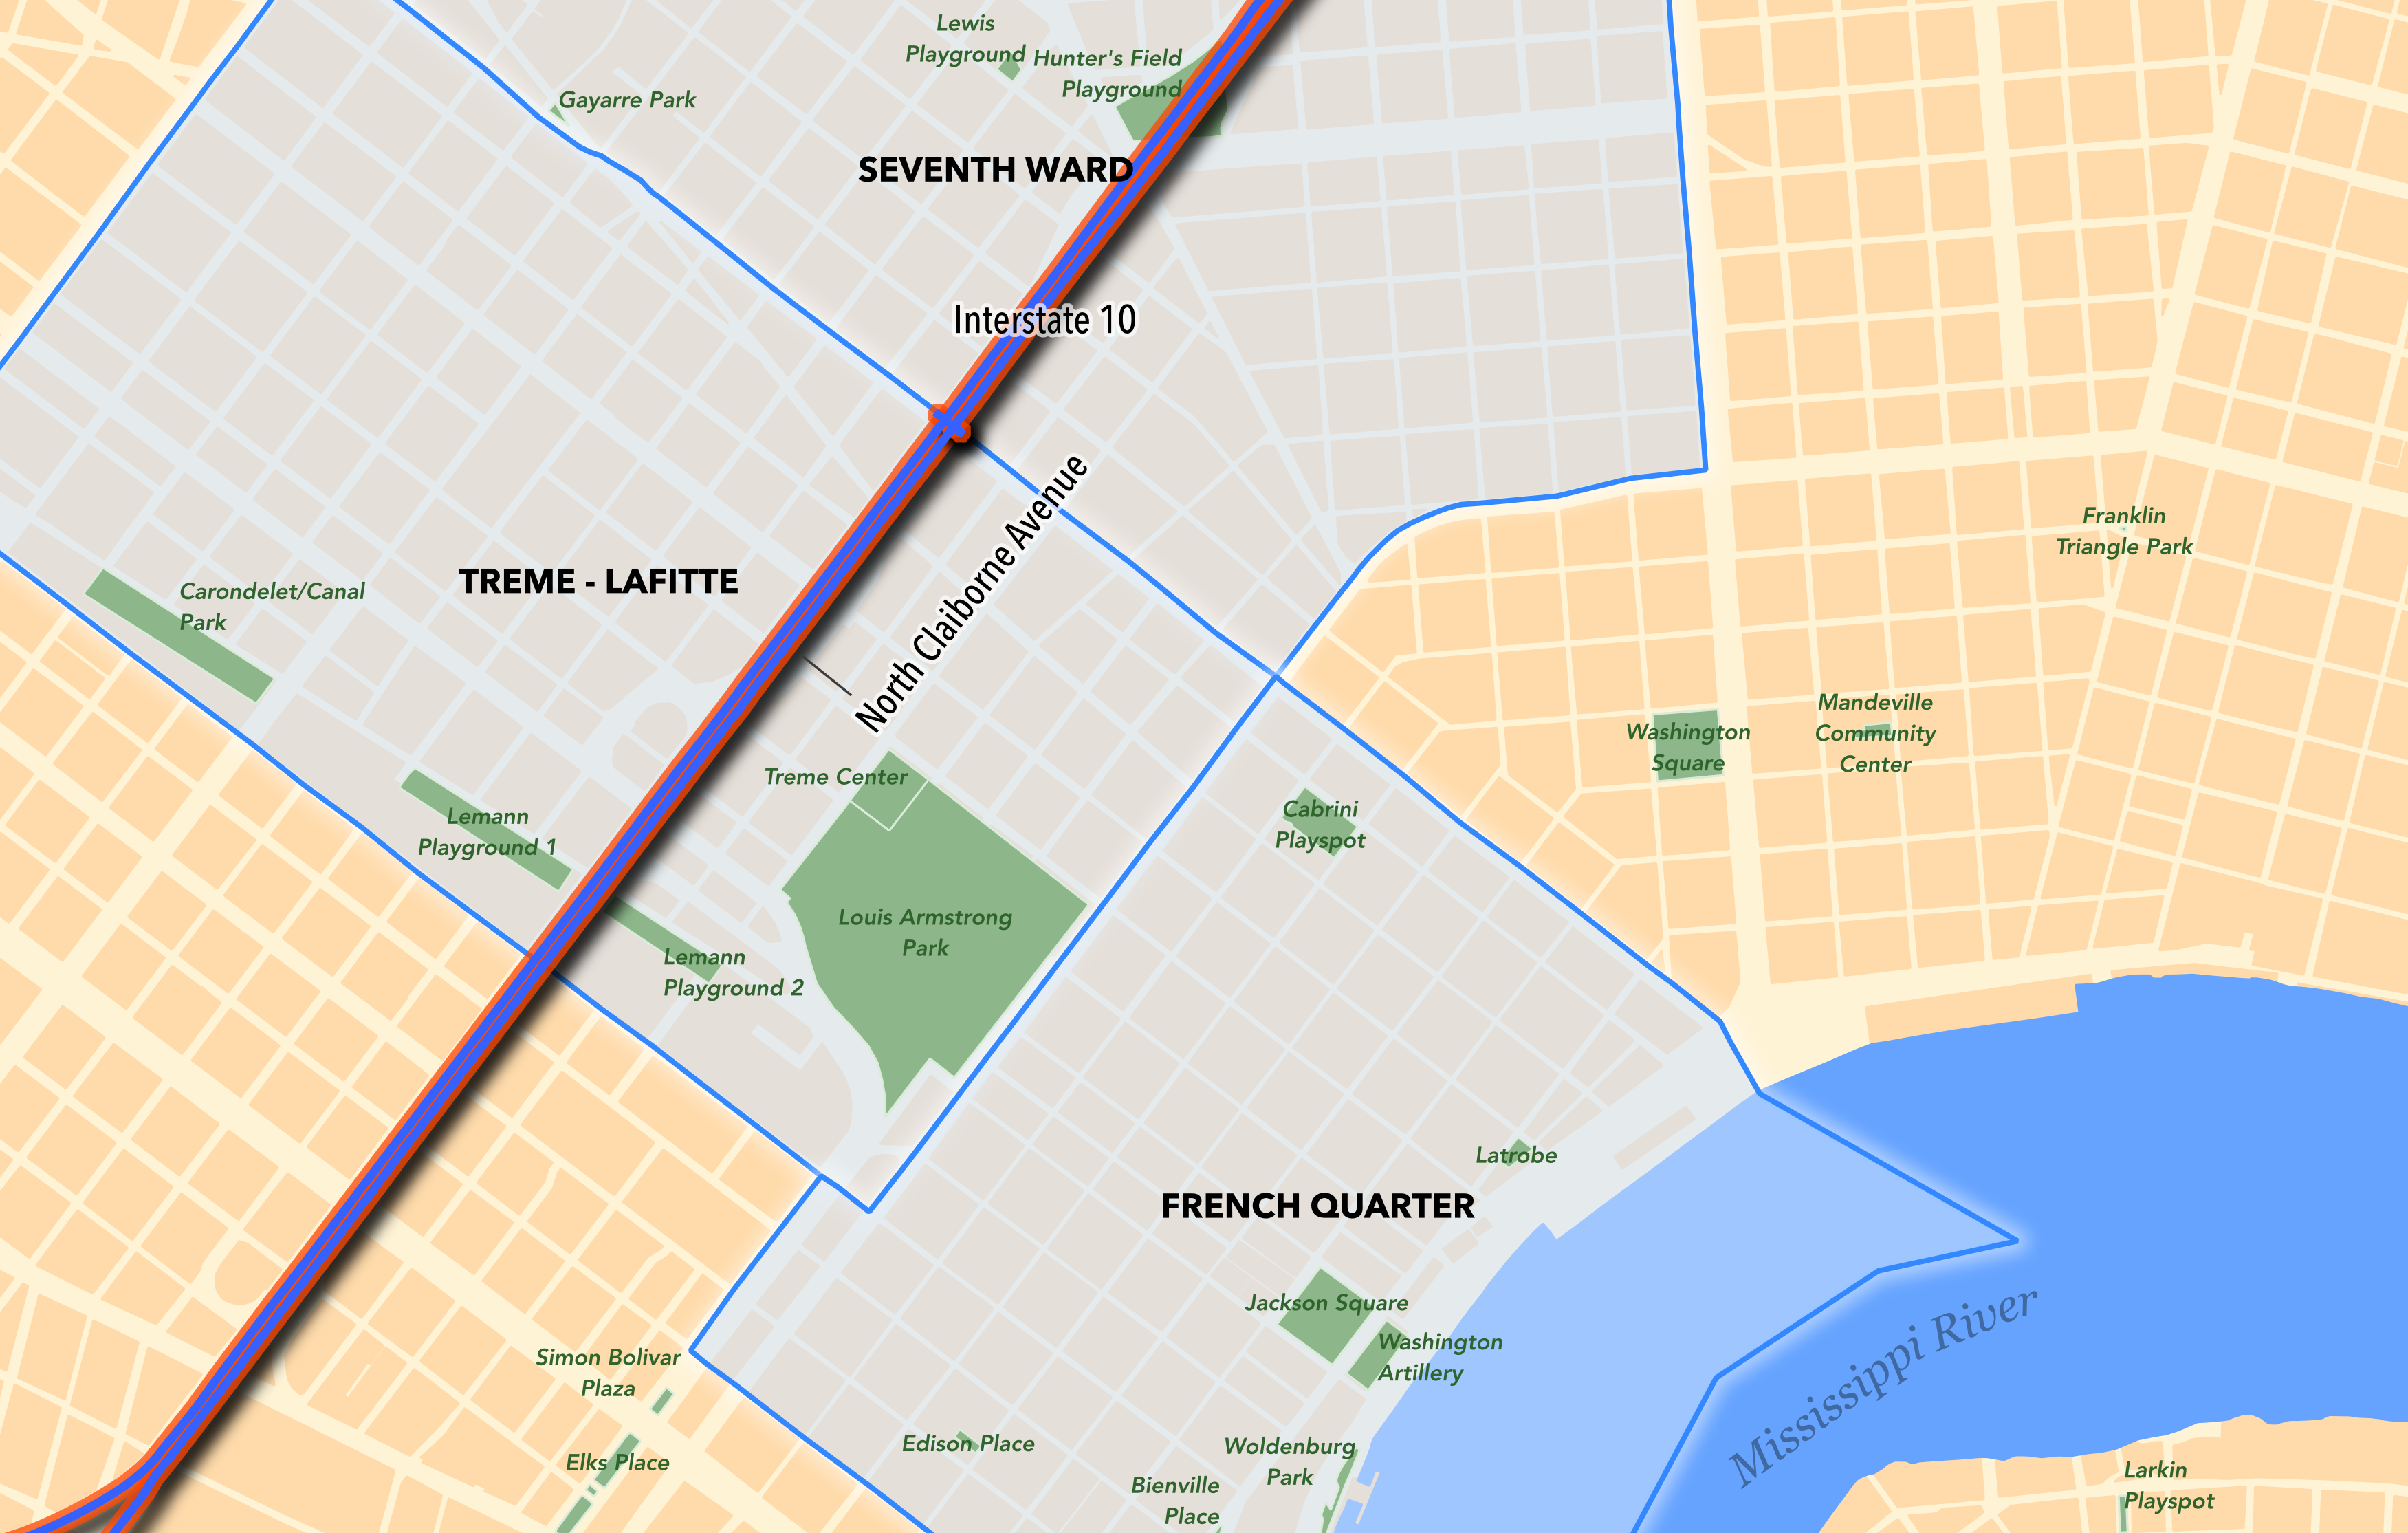 Lewis
Playground
Hunter's Field
Playground
Gayarre Park
SEVENTH WARD
Interstate 10
North Claiborne Avenue
Franklin
Triangle Park
TREME - LAFITTE
Carondelet/Canal
Park
Mandeville
Community
Center
Washington
Square
Treme Center
Cabrini
Playspot
Lemann
Playground 1
Louis Armstrong
Park
Lemann
Playground 2
Latrobe
FRENCH QUARTER
Jackson Square
Washington
Artillery
Mississippi River
Simon Bolivar
Plaza
Elks Place
Edison Place
Woldenburg
Park
Bienville
Place
Larkin
Playspot